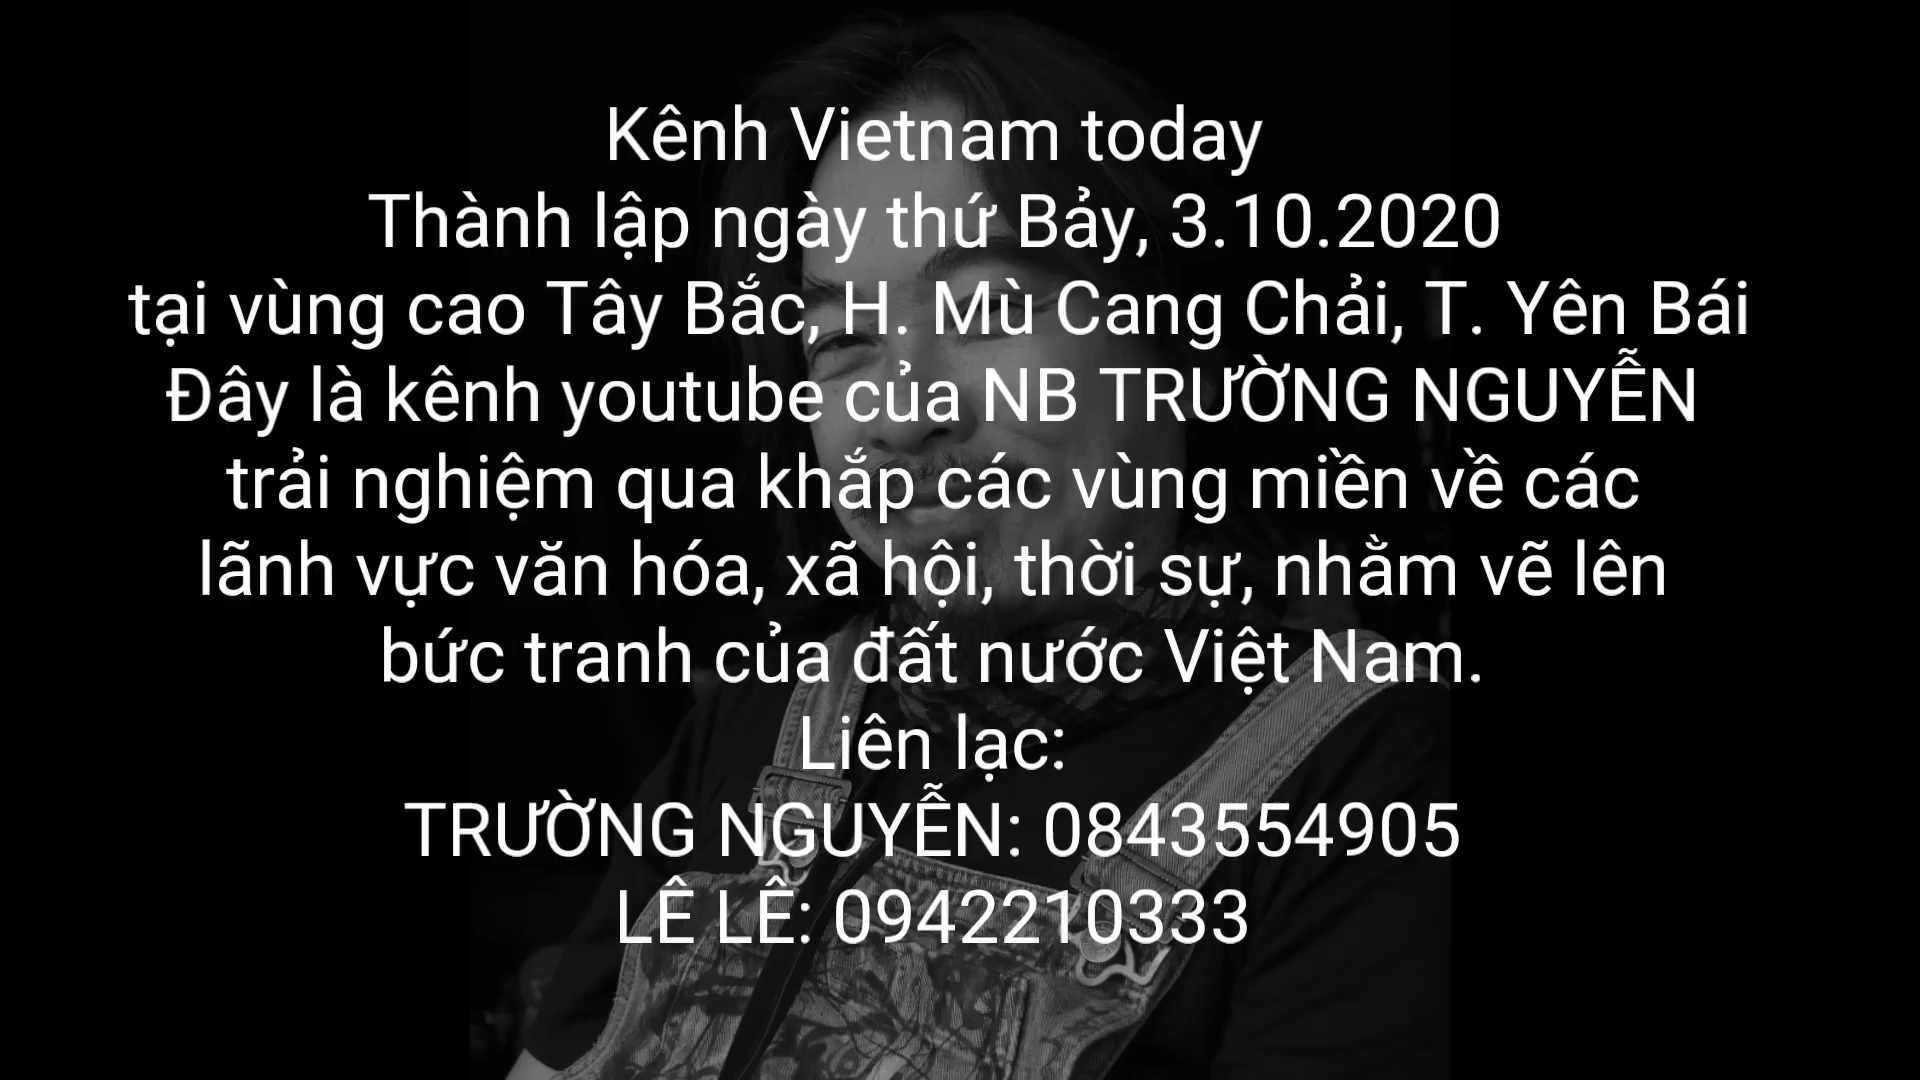 Kênh Vietnam today
Thành lập ngày thứ Bảy, 3.10.2020
tại vùng cao Tây Bắc, H. Mù Cang Chải, T. Yên Bái
Đây là kênh youtube của NB TRƯỜNG NGUYỄN
trải nghiệm qua khắp các vùng miền về các
lãnh vực văn hóa, xã hội, thời sự, nhằm vẽ lên
bức tranh của đất nước Việt Nam.
Liên lạc:
TRƯỜNG NGUYỄN: 0843554905
LÊ LÊ: 0942210333